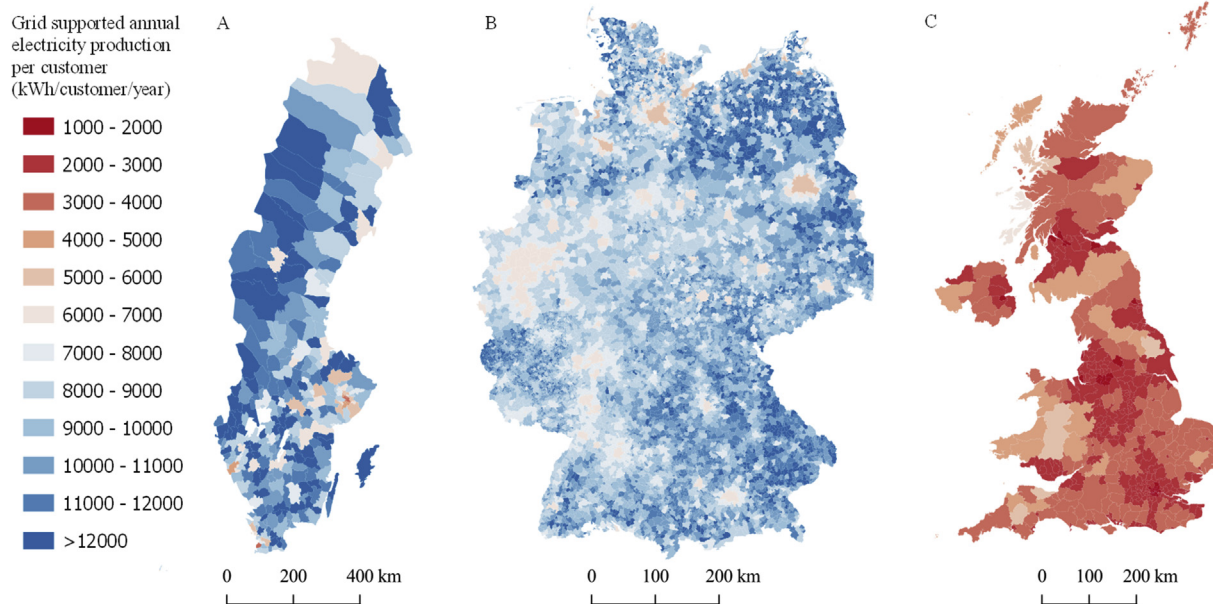 Grid supported annual
electricity production
per customer
(kWh/customer/year)
1000 - 2000
2000 - 3000
3000 - 4000
4000 - 5000
5000 - 6000
6000 - 7000
7000 - 8000
8000 - 9000
9000 - 10000
10000 - 11000
11000 - 12000
>12000
A
0 200 400 km
B
0 100 200 km
C
0 100 200 km